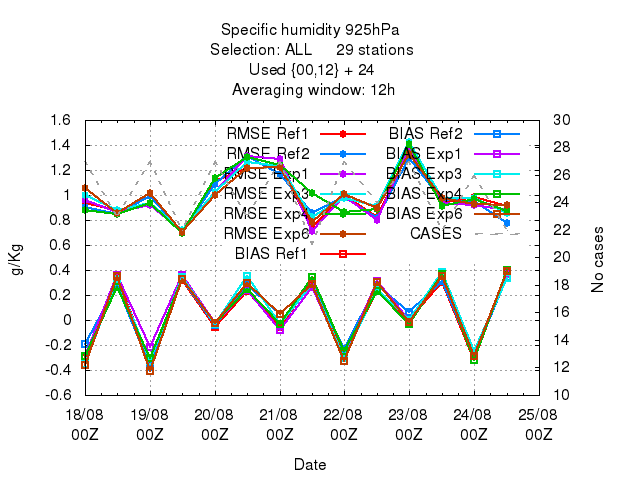 Specific humidity 925hPa
Selection: ALL 29 stations
Used {00,12} + 24
Averaging window: 12h
1.6
1.4
1.2
1
0.8
0.6
0.4
0.2
0
-0.2
-0.4
-0.6
g/Kg
30
28
26
24
22
20
18
16
14
12
10
No cases
RMSE Ref1
RMSE Ref2
RMSE Exp1
RMSE Exp3
RMSE Exp4
RMSE Exp6
BIAS Ref1
BIAS Ref2
BIAS Exp1
BIAS Exp3
BIAS Exp4
BIAS Exp6
CASES
18/08 19/08 20/08 21/08 22/08 23/08 24/08 25/08
00Z 00Z 00Z 00Z 00Z 00Z 00Z 00Z
Date